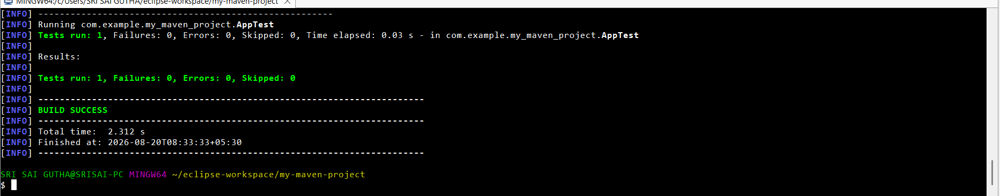 MINGW64:/c/Users/SRI SAI GUTHA/eclipse-workspace/my-maven-project
[INFO] -------------------------------------------------------
[INFO] Running com.example.my_maven_project.AppTest
[INFO] Tests run: 1, Failures: 0, Errors: 0, Skipped: 0, Time elapsed: 0.03 s - in com.example.my_maven_project.AppTest
[INFO]
[INFO] Results:
[INFO]
[INFO] Tests run: 1, Failures: 0, Errors: 0, Skipped: 0
[INFO]
[INFO] ------------------------------------------------------------------------
[INFO] BUILD SUCCESS
[INFO] ------------------------------------------------------------------------
[INFO] Total time:  2.312 s
[INFO] Finished at: 2026-08-20T08:33:33+05:30
[INFO] ------------------------------------------------------------------------
SRI SAI GUTHA@SRISAI-PC MINGW64 ~/eclipse-workspace/my-maven-project
$